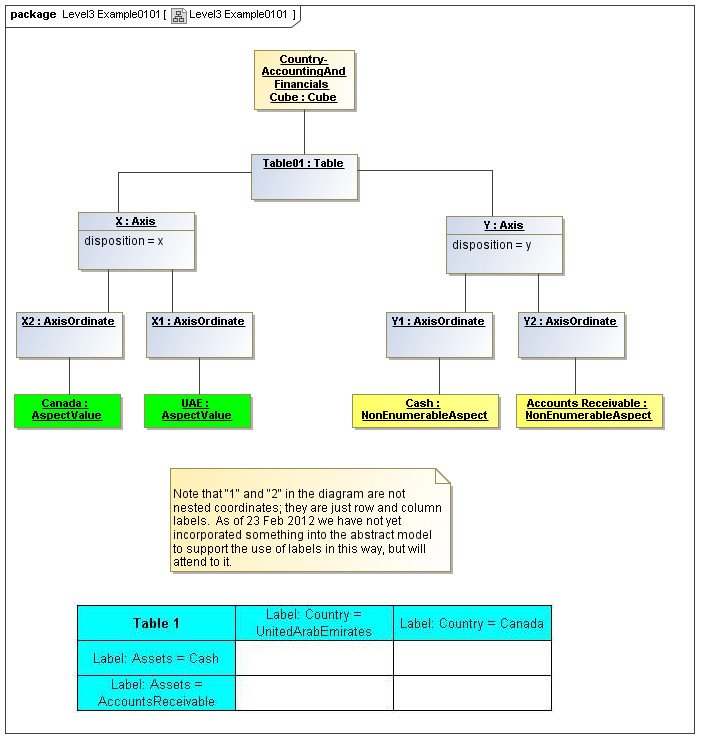 package Level3 Example0101 [ Level3 Example0101 ]
Country-
AccountingAnd
Financials
Cube : Cube
Table01 : Table
X : Axis
disposition = x
Y : Axis
disposition = y
X2 : AxisOrdinate
X1 : AxisOrdinate
Y1 : AxisOrdinate
Y2 : AxisOrdinate
Canada :
AspectValue
UAE :
AspectValue
Cash :
NonEnumerableAspect
Accounts Receivable :
NonEnumerableAspect
Note that "1" and "2" in the diagram are not
nested coordinates; they are just row and column
labels. As of 23 Feb 2012 we have not yet
incorporated something into the abstract model
to support the use of labels in this way, but will
attend to it.
Table 1
Label: Country =
UnitedArabEmirates
Label: Country = Canada
Label: Assets = Cash
Label: Assets =
AccountsReceivable